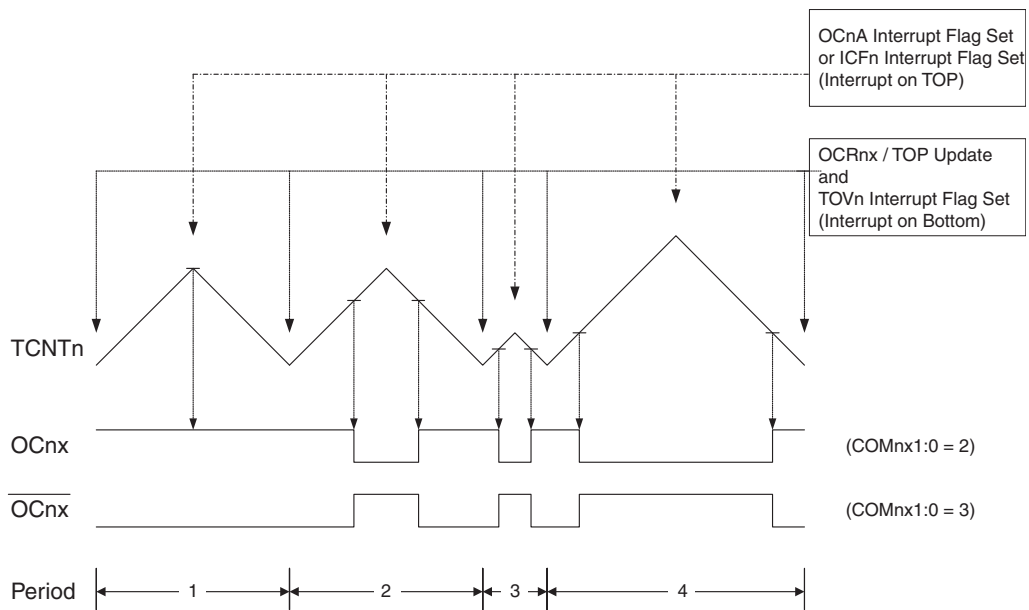 OCnA Interrupt Flag Set
or ICFn Interrupt Flag Set
(Interrupt on TOP)
OCRnx / TOP Update
and
TOVn Interrupt Flag Set
(Interrupt on Bottom)
TCNTn
OCnx
(COMnx1:0 = 2)
OCnx
(COMnx1:0 = 3)
Period
1
2
3
4